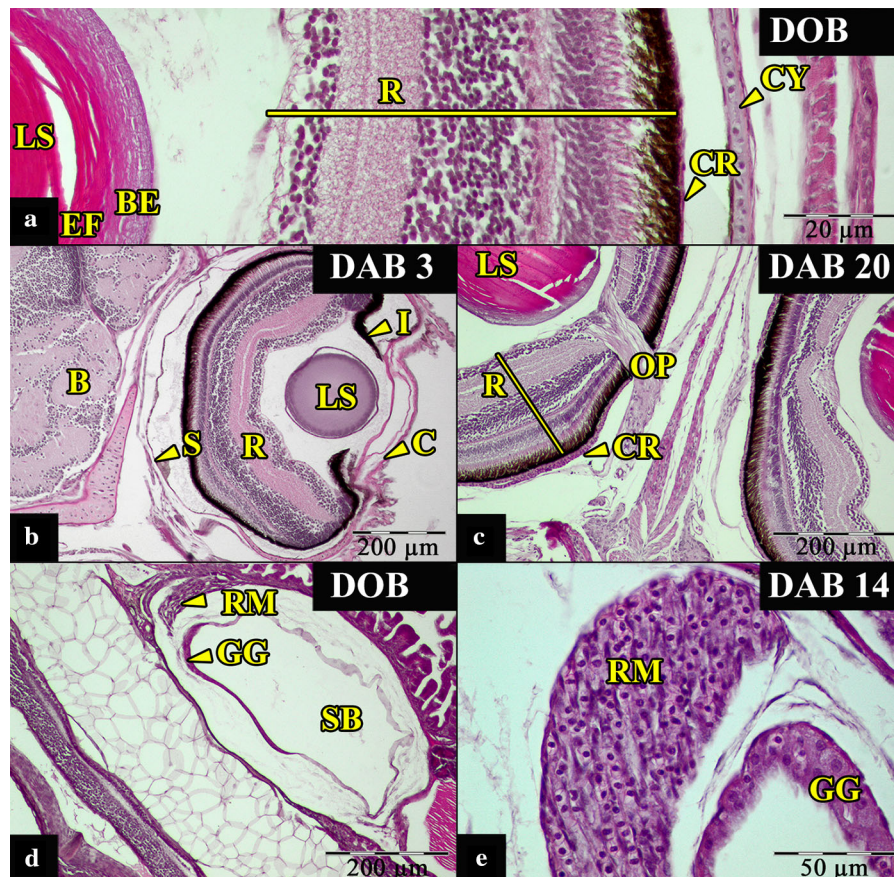 DOB
R
CY
LS
CR
BE
EF
20 µm
a
DAB 3
I
B
LS
R
S
C
200 µm
b
DAB 20
LS
OP
R
CR
200 µm
c
DOB
RM
GG
SB
200 µm
d
DAB 14
RM
GG
50 µm
e